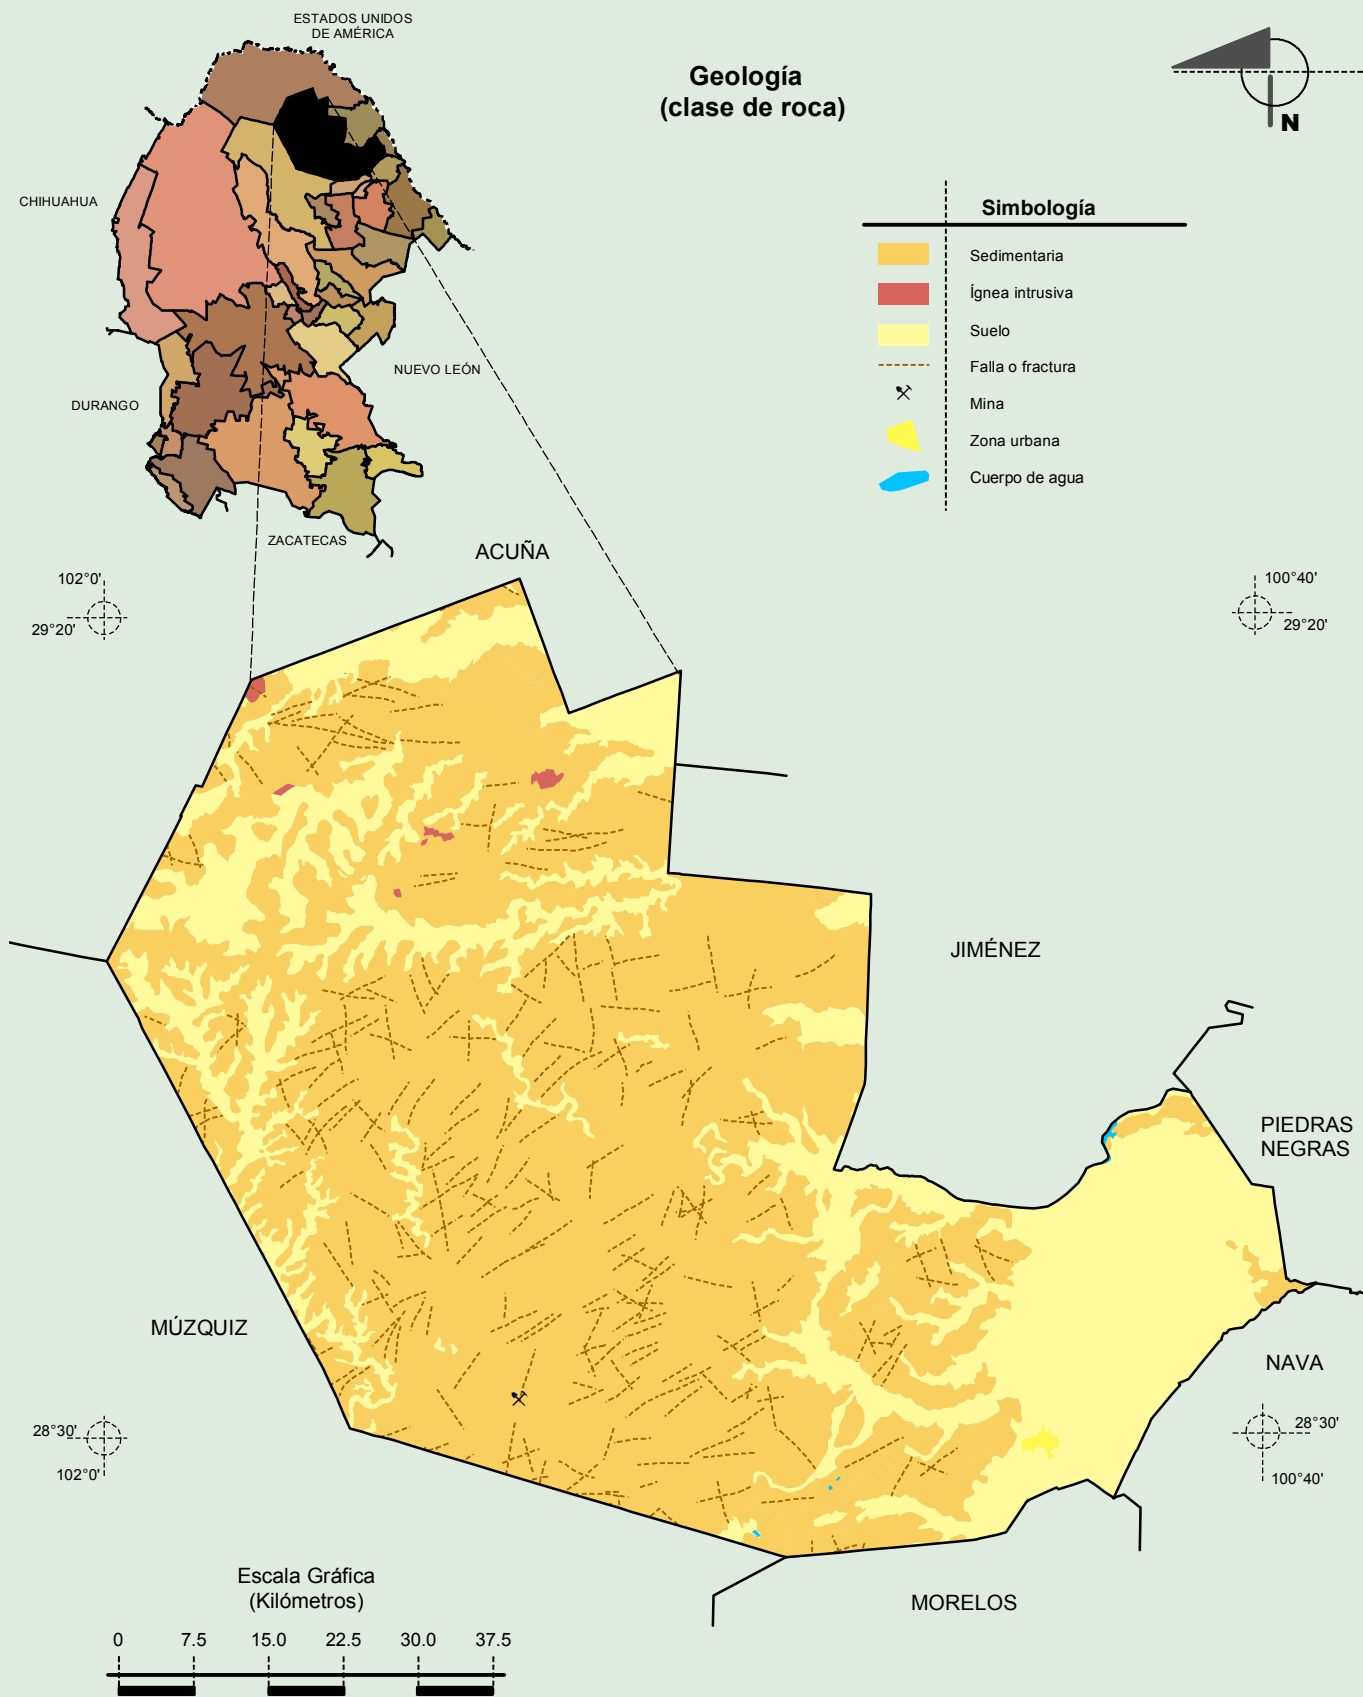 ESTADOS UNIDOS
DE AMÉRICA
Geología
(clase de roca)
N
CHIHUAHUA
NUEVO LEÓN
DURANGO
ZACATECAS
Simbología
Sedimentaria
Ígnea intrusiva
Suelo
Falla o fractura
Mina
Zona urbana
Cuerpo de agua
ACUÑA
102°0'
29°20'
100°40'
29°20'
JIMÉNEZ
PIEDRAS
NEGRAS
MÚZQUIZ
NAVA
28°30'
102°0'
28°30'
100°40'
MORELOS
Escala Gráfica
(Kilómetros)
0 7.5 15.0 22.5 30.0 37.5